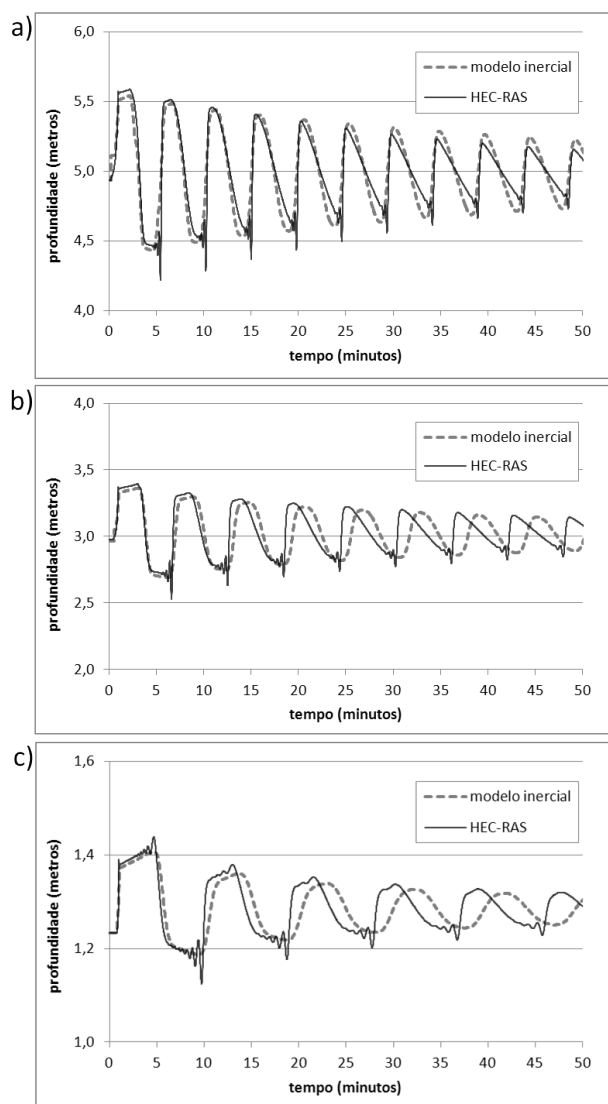 a)
6,0
5,5
5,0
4,5
4,0
profundidade (metros)
modelo inercial
HEC-RAS
0 5 10 15 20 25 30 35 40 45 50
tempo (minutos)
b)
4,0
3,5
3,0
2,5
2,0
profundidade (metros)
modelo inercial
HEC-RAS
0 5 10 15 20 25 30 35 40 45 50
tempo (minutos)
c)
1,6
1,4
1,2
1,0
profundidade (metros)
modelo inercial
HEC-RAS
0 5 10 15 20 25 30 35 40 45 50
tempo (minutos)